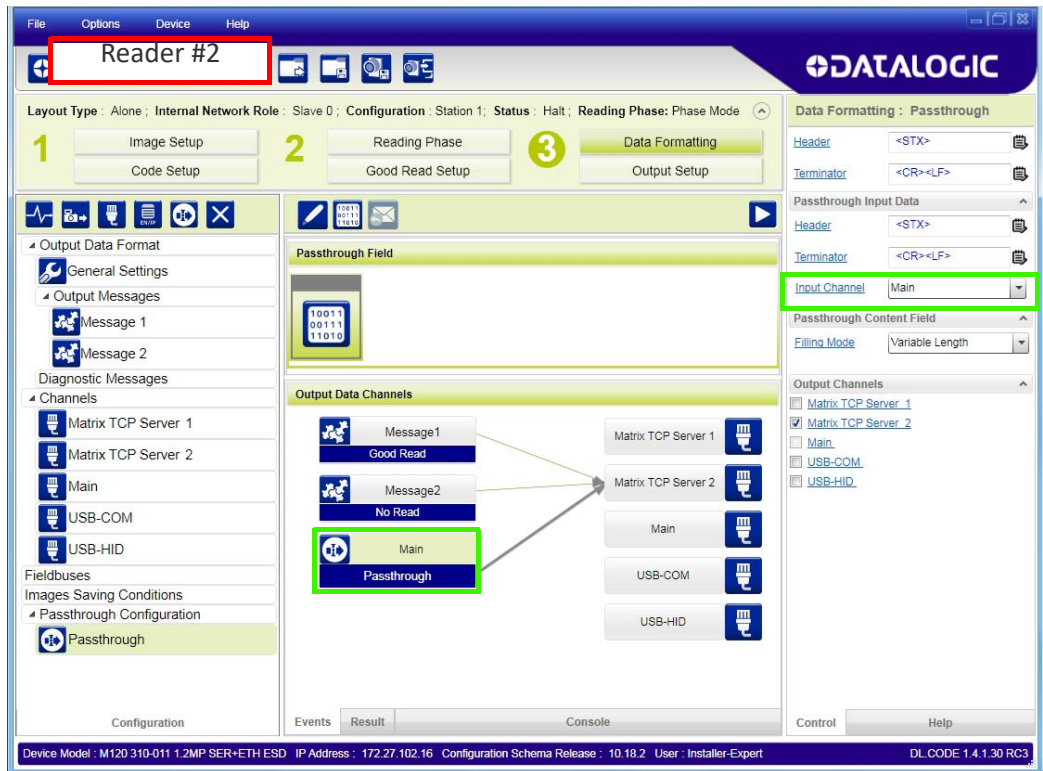 File Options Device Help
Reader #2
DATALOGIC
Layout Type : Alone ; Internal Network Role : Slave 0 ; Configuration : Station 1; Status : Halt ; Reading Phase: Phase Mode
1
Image Setup
Code Setup
2
Reading Phase
Good Read Setup
3
Data Formatting
Output Setup
EN/IP
Output Data Format
General Settings
Output Messages
Message 1
Message 2
Diagnostic Messages
Channels
Matrix TCP Server 1
Matrix TCP Server 2
Main
USB-COM
USB-HID
Fieldbuses
Images Saving Conditions
Passthrough Configuration
Passthrough
Configuration
10011
00111
11010
Passthrough Field
10011
00111
11010
Output Data Channels
Message1
Good Read
Message2
No Read
Main
Passthrough
Matrix TCP Server 1
Matrix TCP Server 2
Main
USB-COM
USB-HID
Events Result Console
Data Formatting : Passthrough
Header <STX>
Terminator <CR><LF>
Passthrough Input Data
Header <STX>
Terminator <CR><LF>
Input Channel Main
Passthrough Content Field
Filling Mode Variable Length
Output Channels
Matrix TCP Server 1
Matrix TCP Server 2
Main
USB-COM
USB-HID
Control Help
Device Model : M120 310-011 1.2MP SER+ETH ESD IP Address : 172.27.102.16 Configuration Schema Release : 10.18.2 User : Installer-Expert DL.CODE 1.4.1.30 RC3